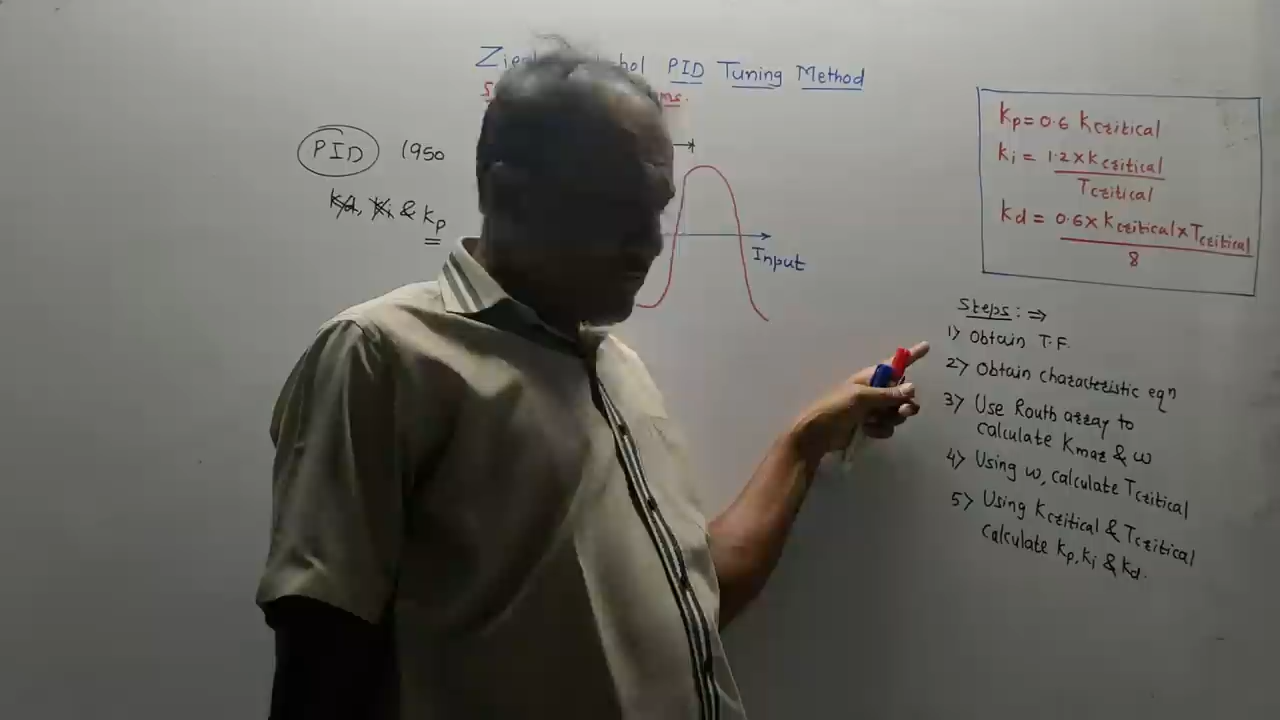 PID Tuning Method
PID 1950
Kd, Ki & Kp
Input
Kp = 0.6 Kcritical
Ki = 1.2 x Kcritical
Tcritical
Kd = 0.6 x Kcritical x Tcritical
8
Steps : ⇒
1) Obtain T.F.
2) Obtain characteristic eqn
3) Use Routh array to
calculate Kmar & ω
4) Using ω, calculate Tcritical
5) Using Kcritical & Tcritical
calculate Kp, Ki & Kd.